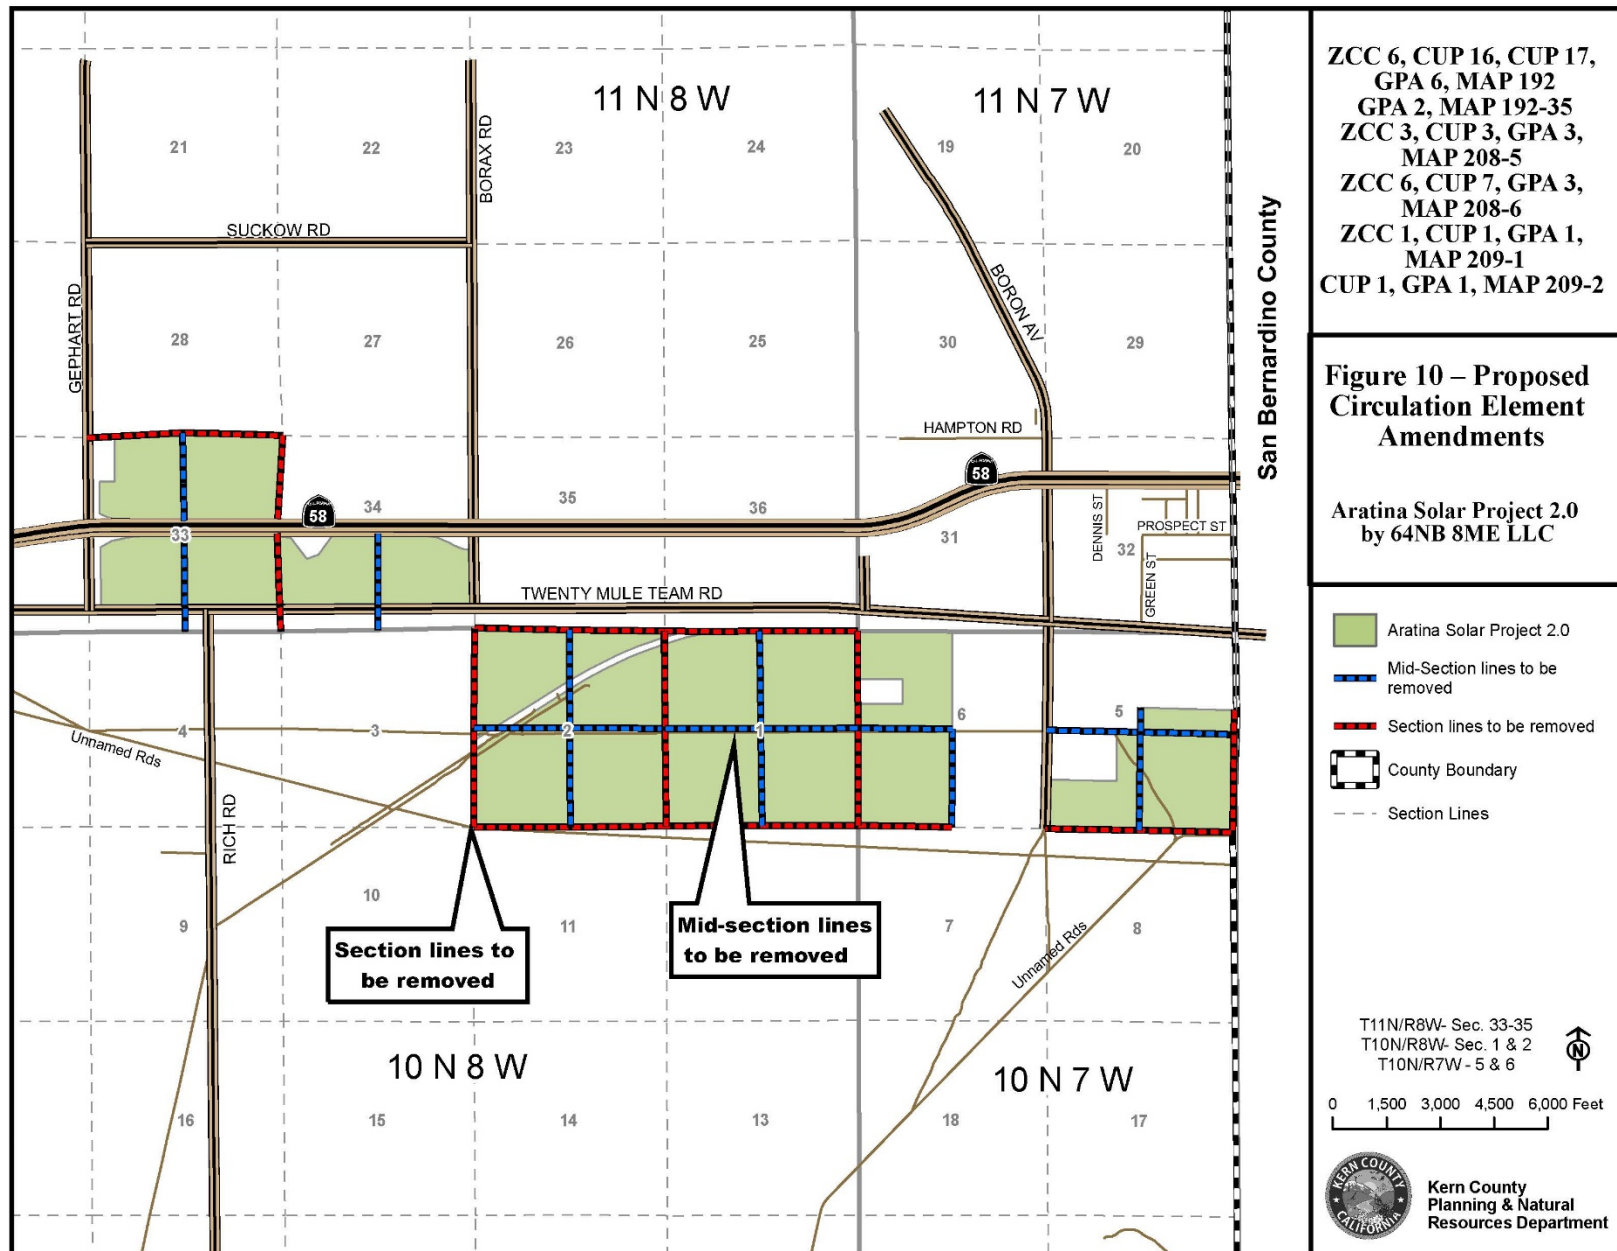 11 N 8 W
11 N 7 W
21
22
23
24
19
20
BORAX RD
SUCKOW RD
GEPHART RD
BORON AV
28
27
26
25
30
29
HAMPTON RD
San Bernardino County
58
58
33
34
35
36
31
32
DENNIS ST
PROSPECT ST
GREEN ST
TWENTY MULE TEAM RD
4
3
2
1
6
5
Unnamed Rds
RICH RD
9
10
11
7
8
Section lines to
be removed
Mid-section lines
to be removed
Unnamed Rds
10 N 8 W
10 N 7 W
16
15
14
13
18
17
ZCC 6, CUP 16, CUP 17,
GPA 6, MAP 192
GPA 2, MAP 192-35
ZCC 3, CUP 3, GPA 3,
MAP 208-5
ZCC 6, CUP 7, GPA 3,
MAP 208-6
ZCC 1, CUP 1, GPA 1,
MAP 209-1
CUP 1, GPA 1, MAP 209-2
Figure 10 – Proposed
Circulation Element
Amendments
Aratina Solar Project 2.0
by 64NB 8ME LLC
Aratina Solar Project 2.0
Mid-Section lines to be
removed
Section lines to be removed
County Boundary
Section Lines
T11N/R8W- Sec. 33-35
T10N/R8W- Sec. 1 & 2
T10N/R7W - 5 & 6
N
0 1,500 3,000 4,500 6,000 Feet
KERN COUNTY
CALIFORNIA
Kern County
Planning & Natural
Resources Department